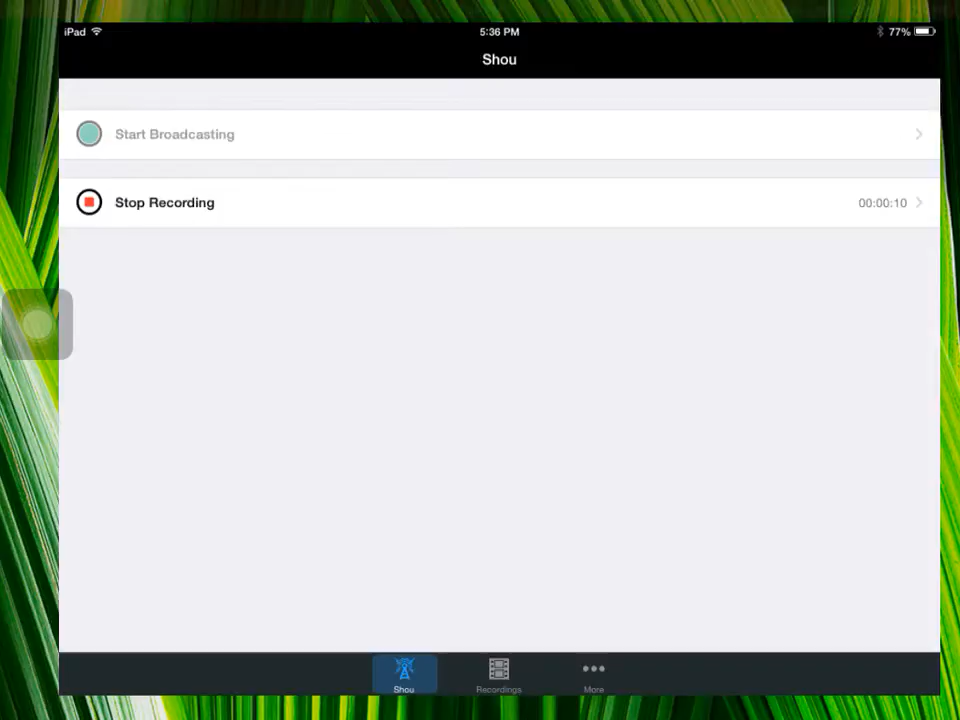 iPad 5:36 PM 77%
Shou
Start Broadcasting
Stop Recording 00:00:10
Shou Recordings More